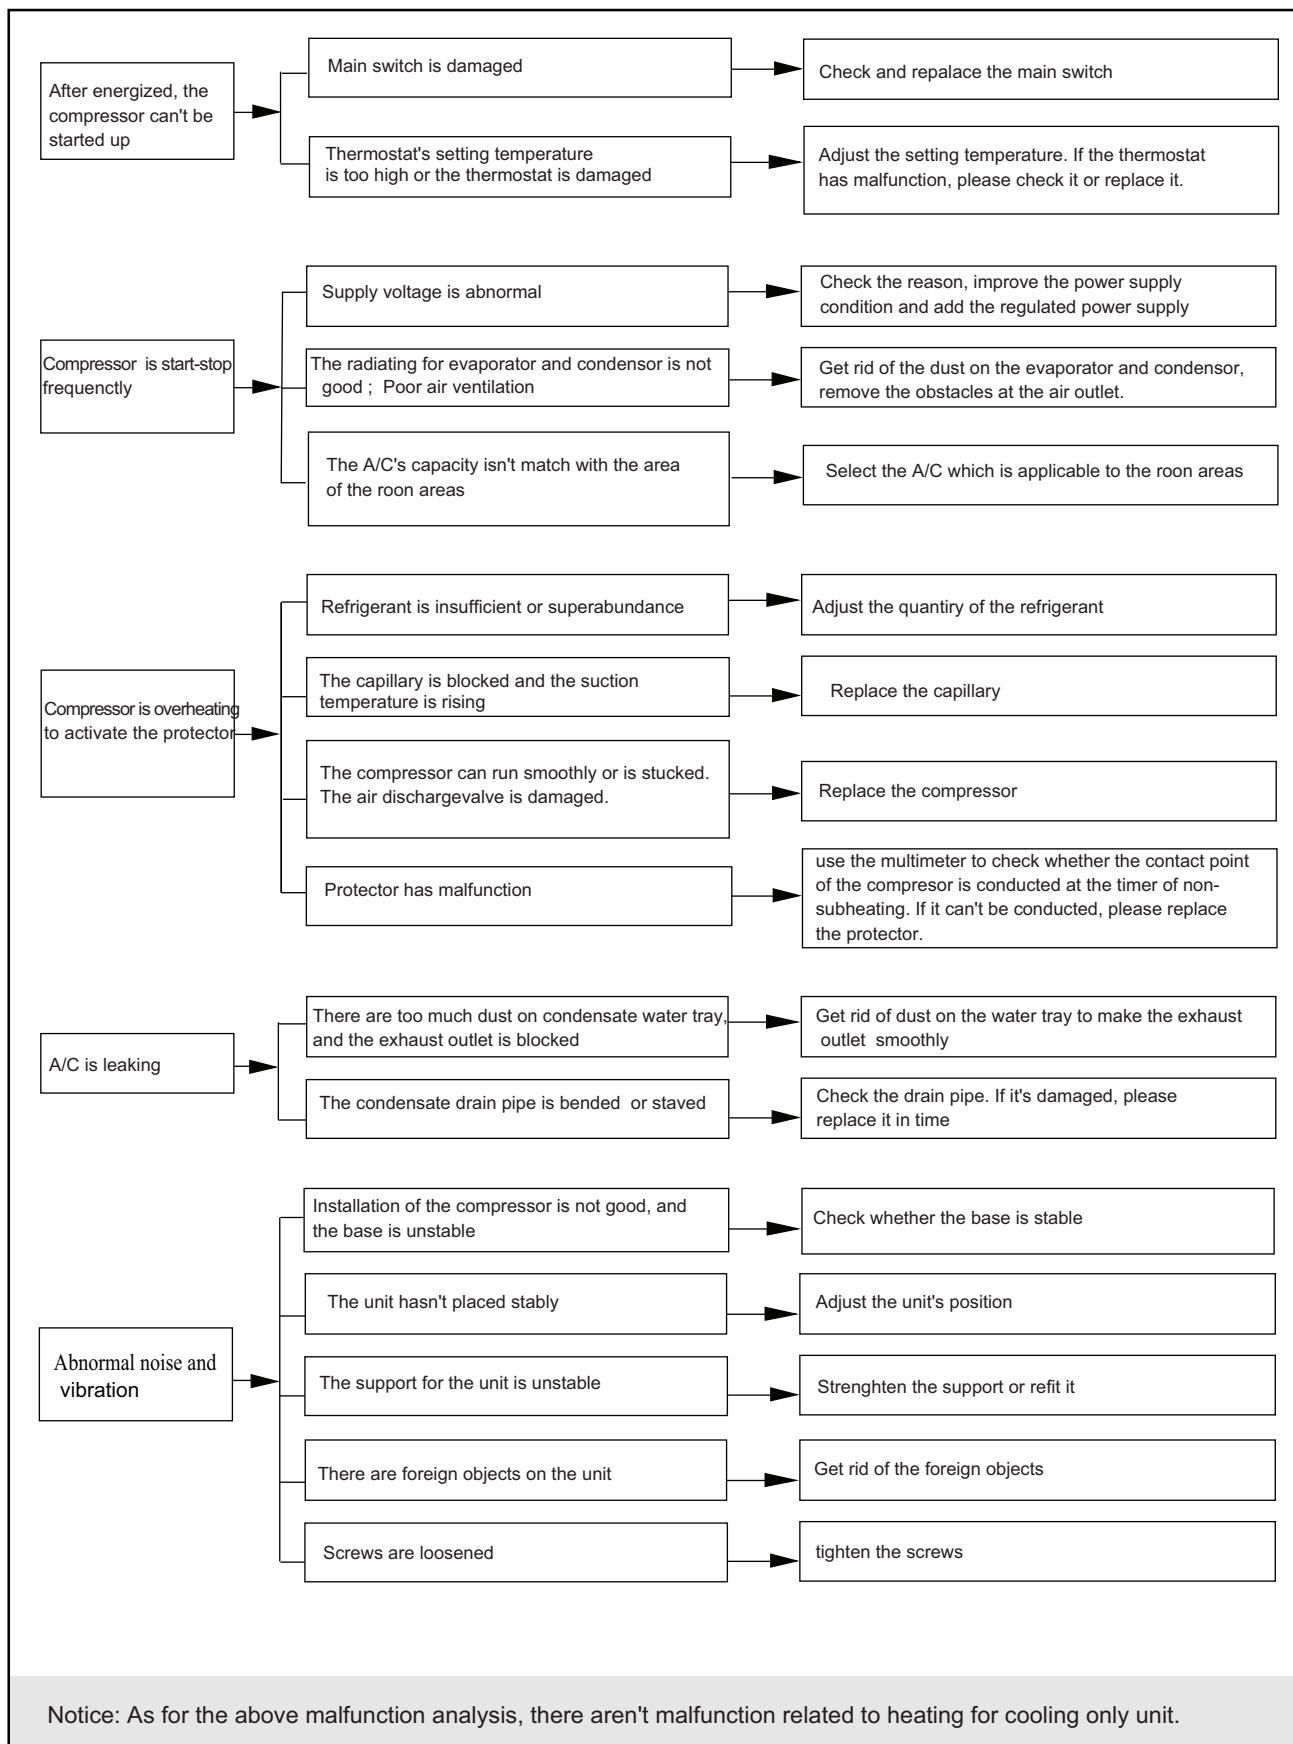 After energized, the
compressor can't be
started up
Main switch is damaged
Check and repalace the main switch
Thermostat's setting temperature
is too high or the thermostat is damaged
Adjust the setting temperature. If the thermostat
has malfunction, please check it or replace it.
Compressor is start-stop
frequenctly
Supply voltage is abnormal
Check the reason, improve the power supply
condition and add the regulated power supply
The radiating for evaporator and condensor is not
good ; Poor air ventilation
Get rid of the dust on the evaporator and condensor,
remove the obstacles at the air outlet.
The A/C's capacity isn't match with the area
of the roon areas
Select the A/C which is applicable to the roon areas
Compressor is overheating
to activate the protector
Refrigerant is insufficient or superabundance
Adjust the quantiry of the refrigerant
The capillary is blocked and the suction
temperature is rising
Replace the capillary
The compressor can run smoothly or is stucked.
The air dischargevalve is damaged.
Replace the compressor
Protector has malfunction
use the multimeter to check whether the contact point
of the compresor is conducted at the timer of non-
subheating. If it can't be conducted, please replace
the protector.
A/C is leaking
There are too much dust on condensate water tray,
and the exhaust outlet is blocked
Get rid of dust on the water tray to make the exhaust
outlet smoothly
The condensate drain pipe is bended or staved
Check the drain pipe. If it's damaged, please
replace it in time
Abnormal noise and
vibration
Installation of the compressor is not good, and
the base is unstable
Check whether the base is stable
The unit hasn't placed stably
Adjust the unit's position
The support for the unit is unstable
Strenghten the support or refit it
There are foreign objects on the unit
Get rid of the foreign objects
Screws are loosened
tighten the screws
Notice: As for the above malfunction analysis, there aren't malfunction related to heating for cooling only unit.